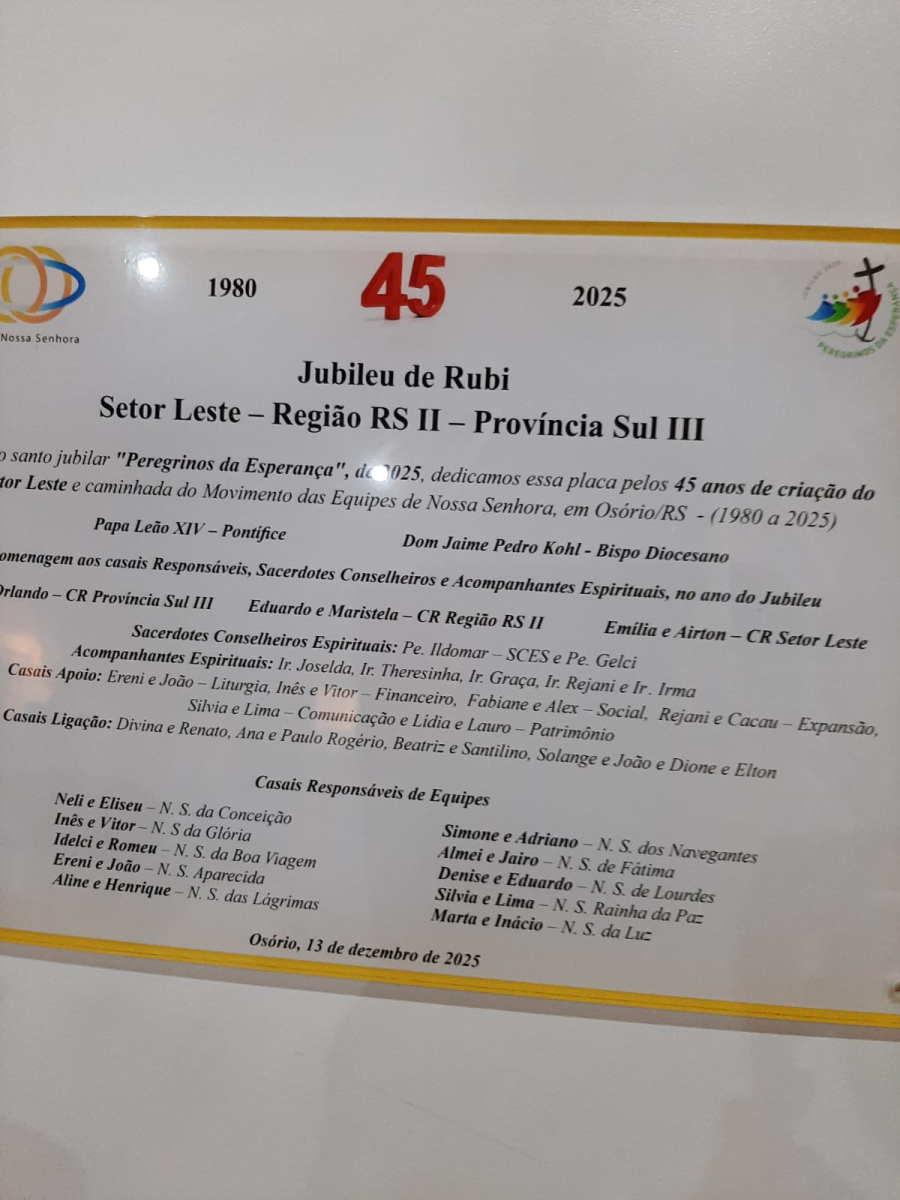 1980 45 2025
Nossa Senhora
PEREGRINOS DA ESPERANÇA
Jubileu de Rubi
Setor Leste – Região RS II – Província Sul III
santo jubilar "Peregrinos da Esperança", de 2025, dedicamos essa placa pelos 45 anos de criação do
tor Leste e caminhada do Movimento das Equipes de Nossa Senhora, em Osório/RS - (1980 a 2025)
Papa Leão XIV – Pontífice Dom Jaime Pedro Kohl - Bispo Diocesano
omenagem aos casais Responsáveis, Sacerdotes Conselheiros e Acompanhantes Espirituais, no ano do Jubileu
Orlando – CR Província Sul III Eduardo e Maristela – CR Região RS II Emília e Airton – CR Setor Leste
Sacerdotes Conselheiros Espirituais: Pe. Ildomar – SCES e Pe. Gelci
Acompanhantes Espirituais: Ir. Joselda, Ir. Theresinha, Ir. Graça, Ir. Rejani e Ir. Irma
Casais Apoio: Ereni e João – Liturgia, Inês e Vitor – Financeiro, Fabiane e Alex – Social, Rejani e Cacau – Expansão,
Silvia e Lima – Comunicação e Lídia e Lauro – Patrimônio
Casais Ligação: Divina e Renato, Ana e Paulo Rogério, Beatriz e Santilino, Solange e João e Dione e Elton
Casais Responsáveis de Equipes
Neli e Eliseu – N. S. da Conceição
Inês e Vitor – N. S da Glória
Idelci e Romeu – N. S. da Boa Viagem
Ereni e João – N. S. Aparecida
Aline e Henrique – N. S. das Lágrimas
Simone e Adriano – N. S. dos Navegantes
Almei e Jairo – N. S. de Fátima
Denise e Eduardo – N. S. de Lourdes
Silvia e Lima – N. S. Rainha da Paz
Marta e Inácio – N. S. da Luz
Osório, 13 de dezembro de 2025